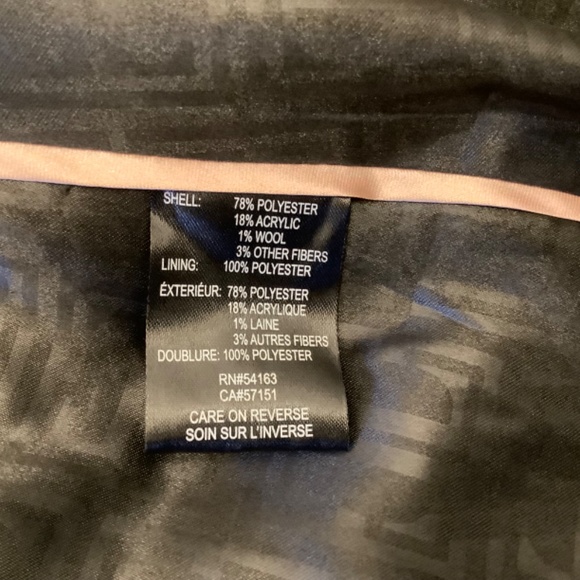 SHELL: 78% POLYESTER
18% ACRYLIC
1% WOOL
3% OTHER FIBERS
LINING: 100% POLYESTER
ÉXTERIÉUR: 78% POLYESTER
18% ACRYLIQUE
1% LAINE
3% AUTRES FIBERS
DOUBLURE: 100% POLYESTER
RN#54163
CA#57151
CARE ON REVERSE
SOIN SUR L'INVERSE